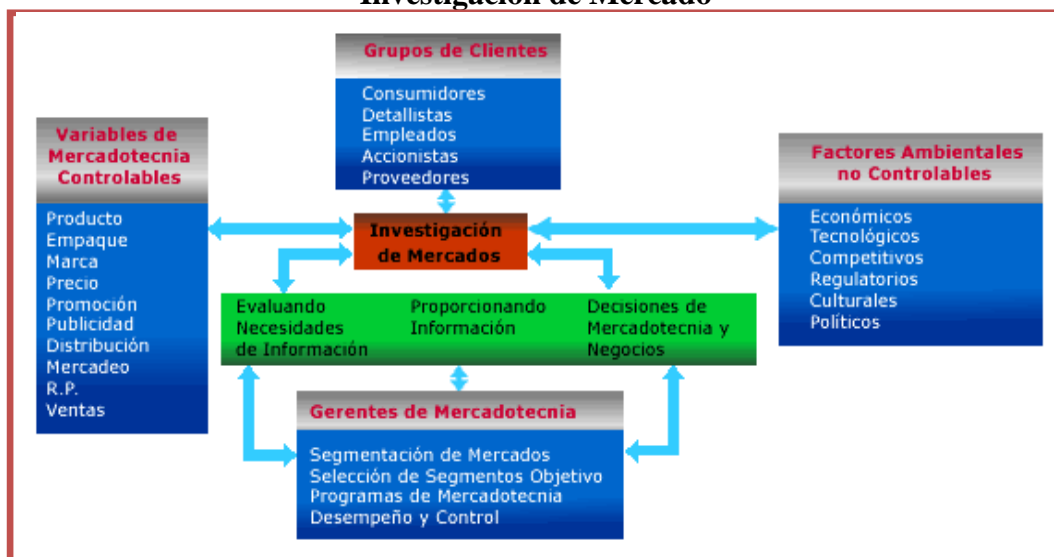 Investigación de Mercado
Grupos de Clientes
Consumidores
Detallistas
Empleados
Accionistas
Proveedores
Variables de
Mercadotecnia
Controlables
Producto
Empaque
Marca
Precio
Promoción
Publicidad
Distribución
Mercadeo
R.P.
Ventas
Factores Ambientales
no Controlables
Económicos
Tecnológicos
Competitivos
Regulatorios
Culturales
Políticos
Investigación
de Mercados
Evaluando
Necesidades
de Información
Proporcionando
Información
Decisiones de
Mercadotecnia y
Negocios
Gerentes de Mercadotecnia
Segmentación de Mercados
Selección de Segmentos Objetivo
Programas de Mercadotecnia
Desempeño y Control